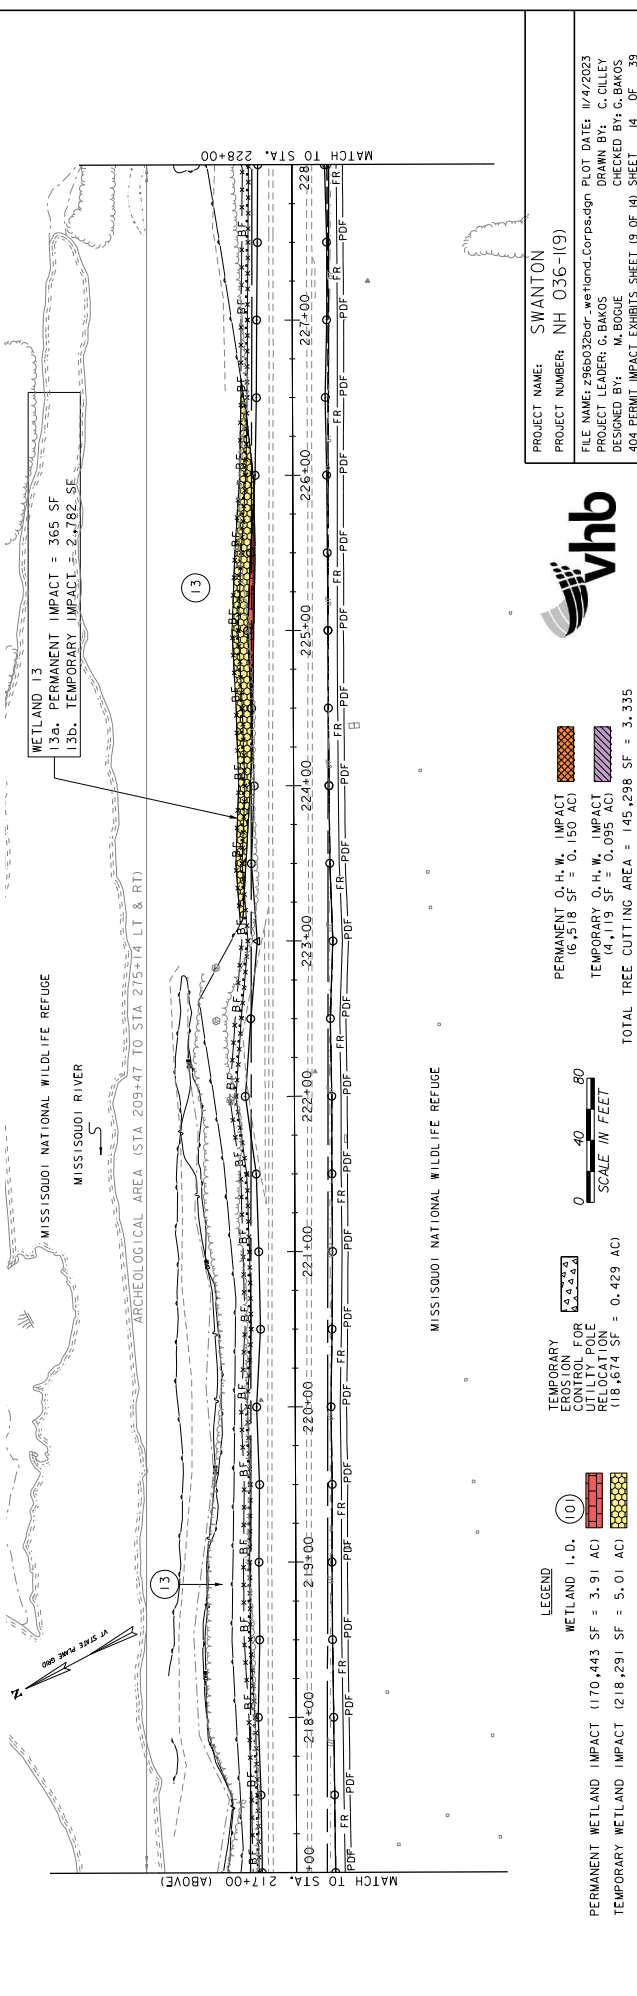 WETLAND 13
13a. PERMANENT IMPACT = 365 SF
13b. TEMPORARY IMPACT = 2,782 SF
MISSISQUOI NATIONAL WILDLIFE REFUGE
MISSISQUOI RIVER
ARCHEOLOGICAL AREA (STA 209+47 TO STA 275+14 LT & RT)
N
VT STATE PLANE GRID
13
13
MATCH TO STA. 217+00 (ABOVE)
+00
218+00
219+00
220+00
221+00
222+00
223+00
224+00
225+00
226+00
227+00
228
MATCH TO STA. 228+00
BF
FR
PDF
MISSISQUOI NATIONAL WILDLIFE REFUGE
LEGEND
WETLAND I.D. 101
PERMANENT WETLAND IMPACT (170,443 SF = 3.91 AC)
TEMPORARY WETLAND IMPACT (218,291 SF = 5.01 AC)
TEMPORARY
EROSION
CONTROL FOR
UTILITY POLE
RELOCATION
(18,674 SF = 0.429 AC)
0 40 80
SCALE IN FEET
PERMANENT O.H.W. IMPACT
(6,518 SF = 0.150 AC)
TEMPORARY O.H.W. IMPACT
(4,119 SF = 0.095 AC)
TOTAL TREE CUTTING AREA = 145,298 SF = 3.335
vhb
PROJECT NAME: SWANTON
PROJECT NUMBER: NH 036-1(9)
FILE NAME: z96b032bdr_wetland_Corps.dgn PLOT DATE: 11/4/2023
PROJECT LEADER: G. BAKOS DRAWN BY: C. CILLEY
DESIGNED BY: M. BOGUE CHECKED BY: G. BAKOS
404 PERMIT IMPACT EXHIBITS SHEET (9 OF 14) SHEET 14 OF 39